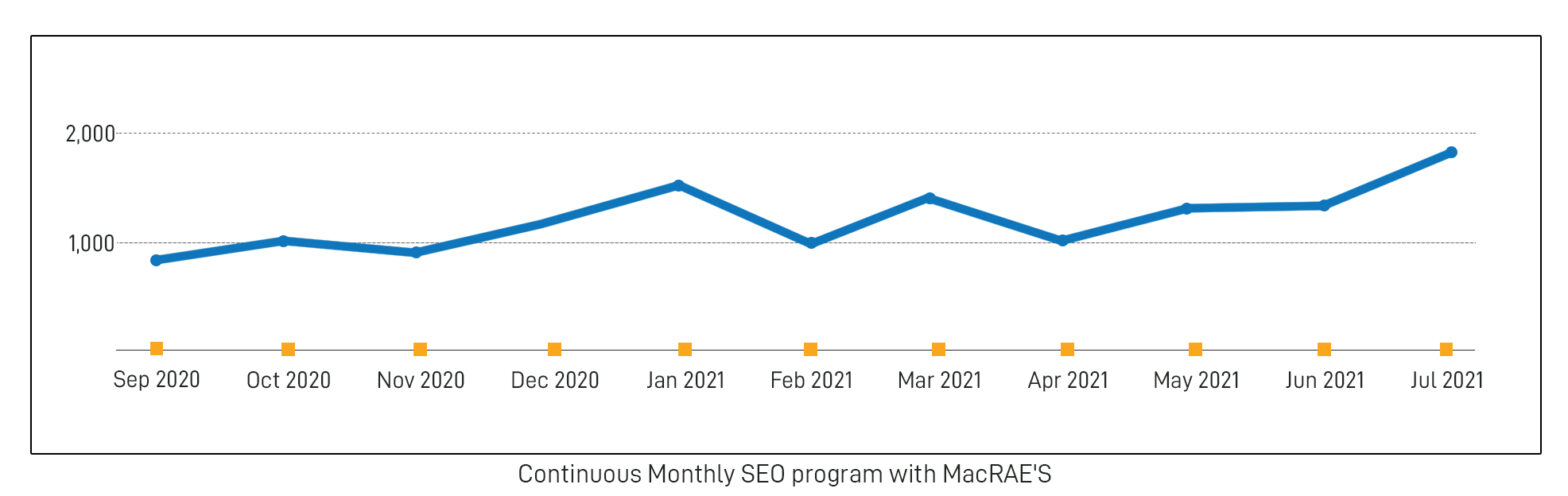 2,000
1,000
Sep 2020 Oct 2020 Nov 2020 Dec 2020 Jan 2021 Feb 2021 Mar 2021 Apr 2021 May 2021 Jun 2021 Jul 2021
Continuous Monthly SEO program with MacRAE'S